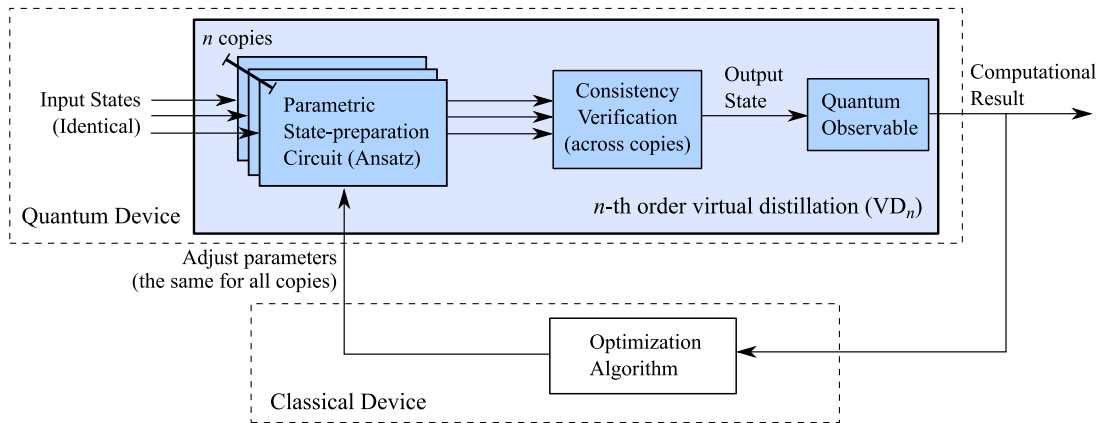 n copies
Input States
(Identical)
Parametric
State-preparation
Circuit (Ansatz)
Consistency
Verification
(across copies)
Output
State
Quantum
Observable
Computational
Result
Quantum Device
n-th order virtual distillation (VDₙ)
Adjust parameters
(the same for all copies)
Optimization
Algorithm
Classical Device